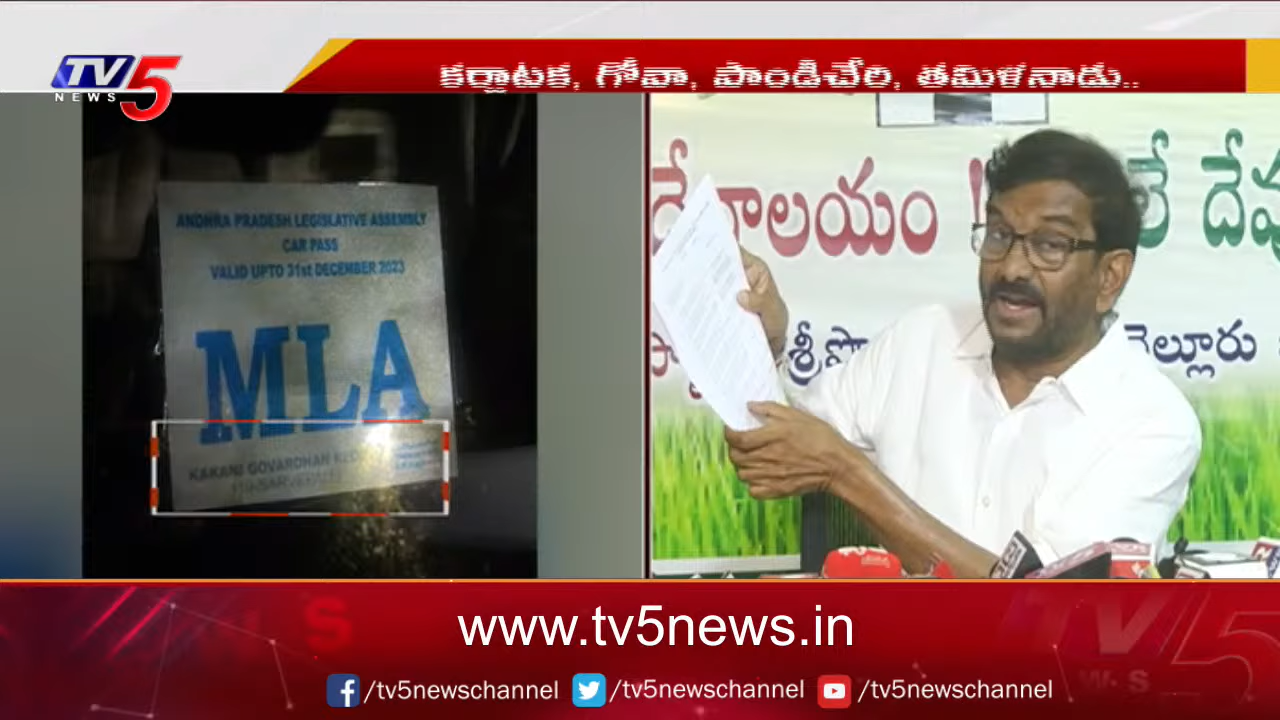 TV5
NEWS
కర్ణాటక, గోవా, పాండిచేరి, తమిళనాడు..
ANDHRA PRADESH LEGISLATIVE ASSEMBLY
CAR PASS
VALID UPTO 31st DECEMBER 2023
MLA
KAKANI GOVARDHAN
దేవాలయం !
నెల్లూరు
www.tv5news.in
/tv5newschannel
/tv5newschannel
/tv5newschannel